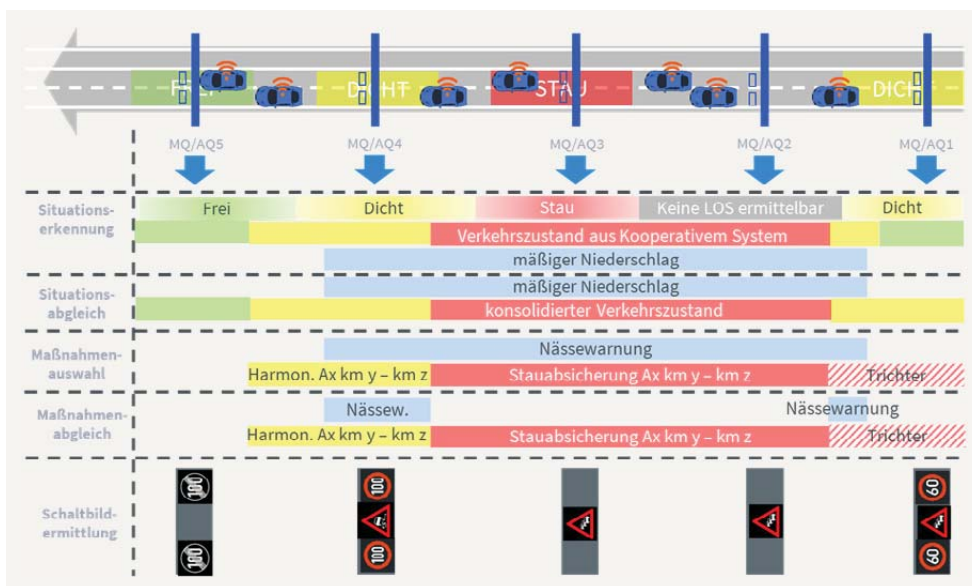 FREI DICHT STAU DICH
MQ/AQ5 MQ/AQ4 MQ/AQ3 MQ/AQ2 MQ/AQ1
Situations-
erkennung
Frei Dicht Stau Keine LOS ermittelbar Dicht
Verkehrszustand aus Kooperativem System
mäßiger Niederschlag
Situations-
abgleich
mäßiger Niederschlag
konsolidierter Verkehrszustand
Maßnahmen-
auswahl
Nässewarnung
Harmon. Ax km y – km z Stauabsicherung Ax km y – km z Trichter
Maßnahmen-
abgleich
Nässew. Nässewarnung
Harmon. Ax km y – km z Stauabsicherung Ax km y – km z Trichter
Schaltbild-
ermittlung
100 100 60
100 100 60